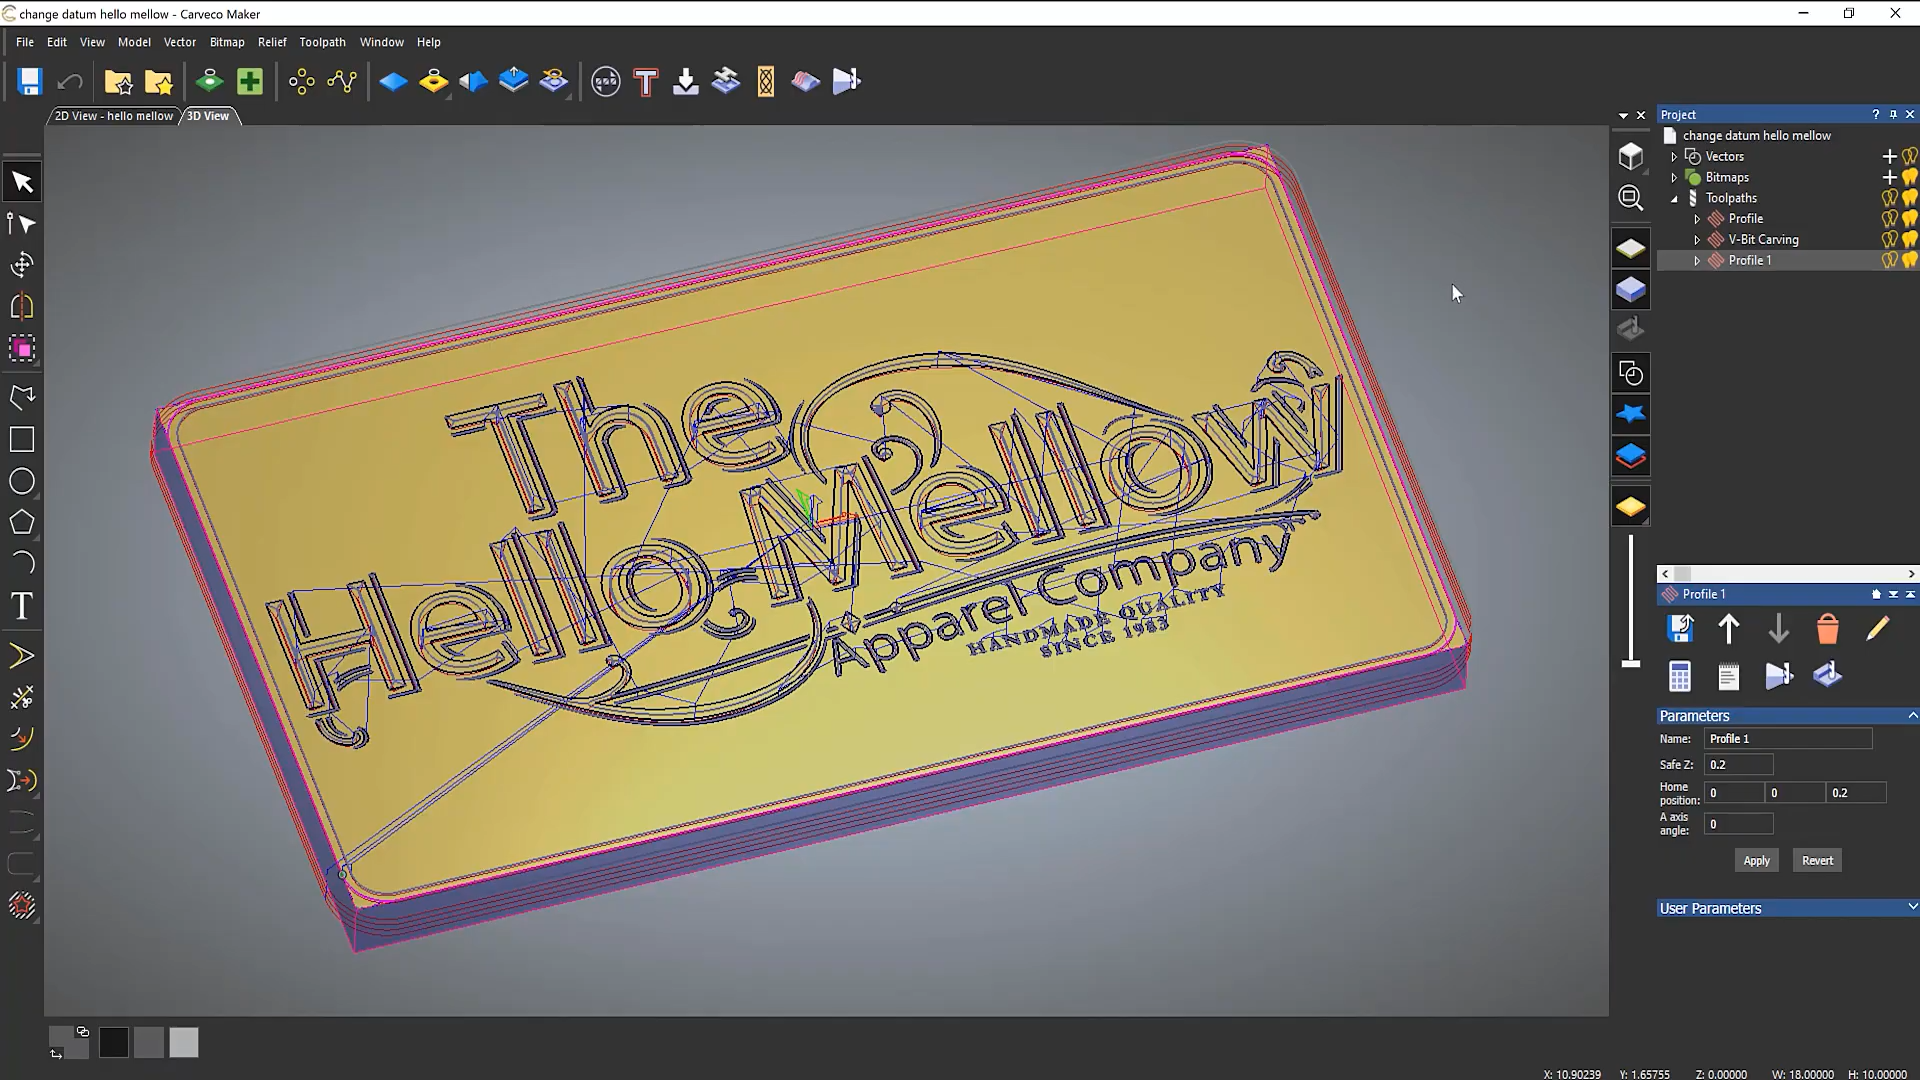 change datum hello mellow - Carveco Maker
File Edit View Model Vector Bitmap Relief Toolpath Window Help
2D View - hello mellow 3D View
Project
change datum hello mellow
Vectors
Bitmaps
Toolpaths
Profile
V-Bit Carving
Profile 1
The
Hello Mellow
Apparel Company
HANDMADE QUALITY
SINCE 1983
Profile 1
Parameters
Name: Profile 1
Safe Z: 0.2
Home position: 0 0 0.2
A axis angle: 0
Apply Revert
User Parameters
X: 10.90239 Y: 1.65755 Z: 0.00000 W: 18.00000 H: 10.00000